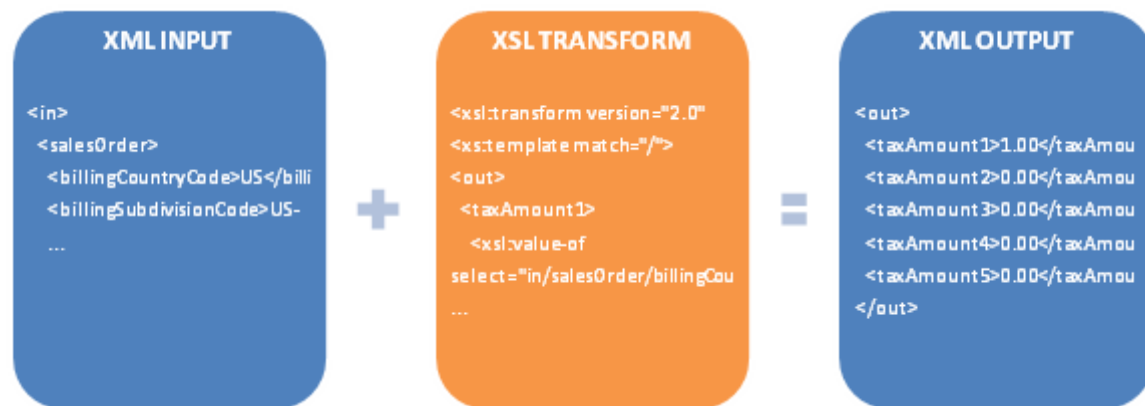 XML INPUT
<in>
<salesOrder>
<billingCountryCode>US</billi
<billingSubdivisionCode>US-
...
+
XSL TRANSFORM
<xsl:transform version="2.0"
<xs:template match="/">
<out>
<taxAmount1>
<xsl:value-of
select="in/salesOrder/billingCou
...
=
XML OUTPUT
<out>
<taxAmount1>1.00</taxAmou
<taxAmount2>0.00</taxAmou
<taxAmount3>0.00</taxAmou
<taxAmount4>0.00</taxAmou
<taxAmount5>0.00</taxAmou
</out>